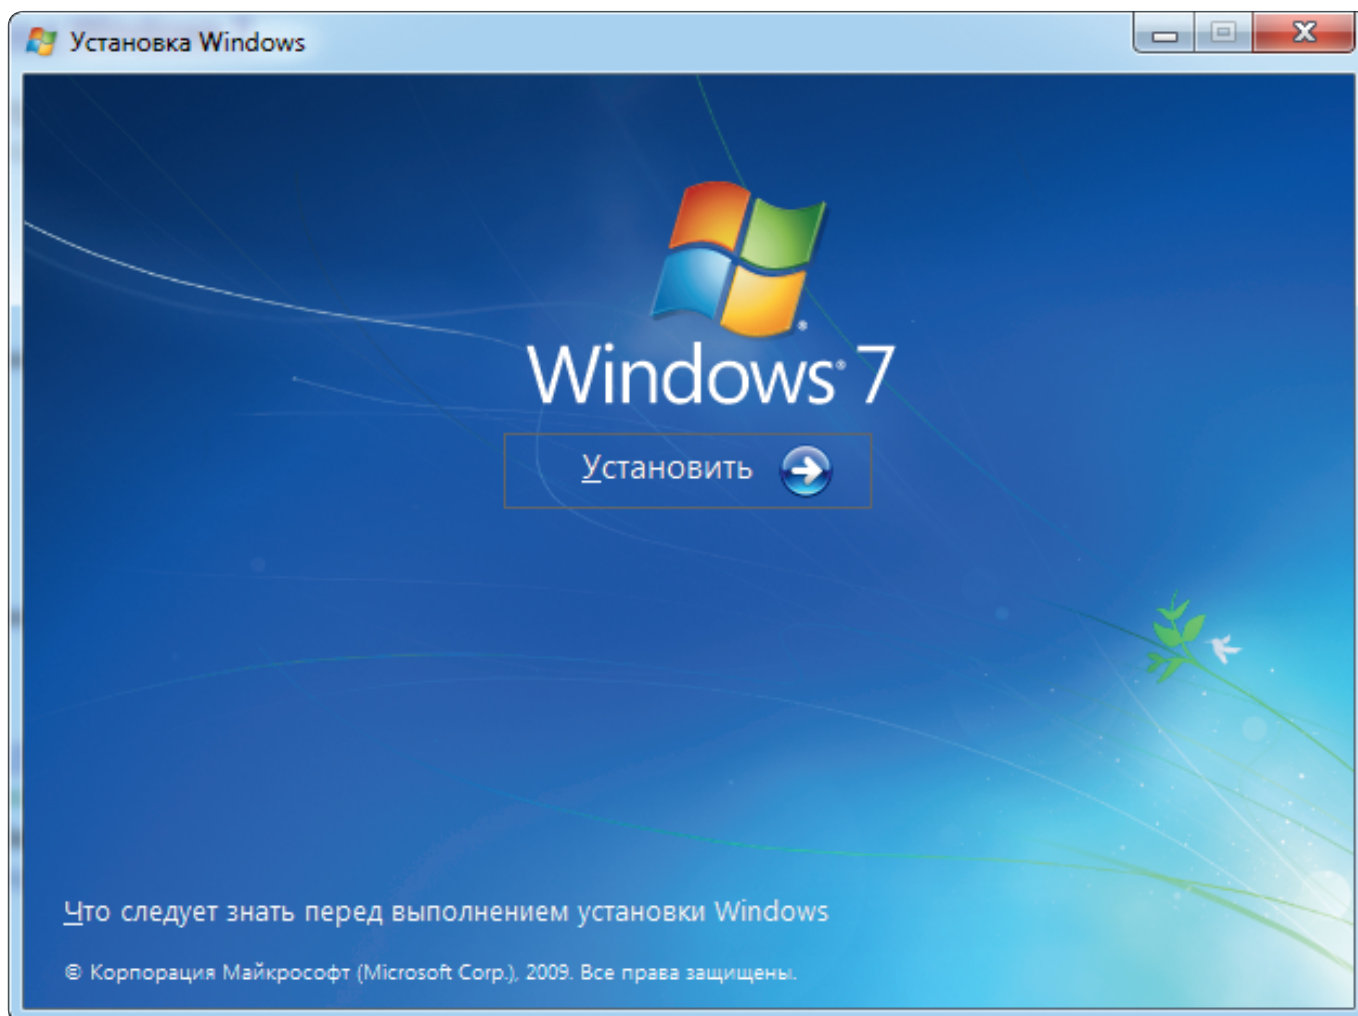 Установка Windows
Windows® 7
Установить
Что следует знать перед выполнением установки Windows
© Корпорация Майкрософт (Microsoft Corp.), 2009. Все права защищены.